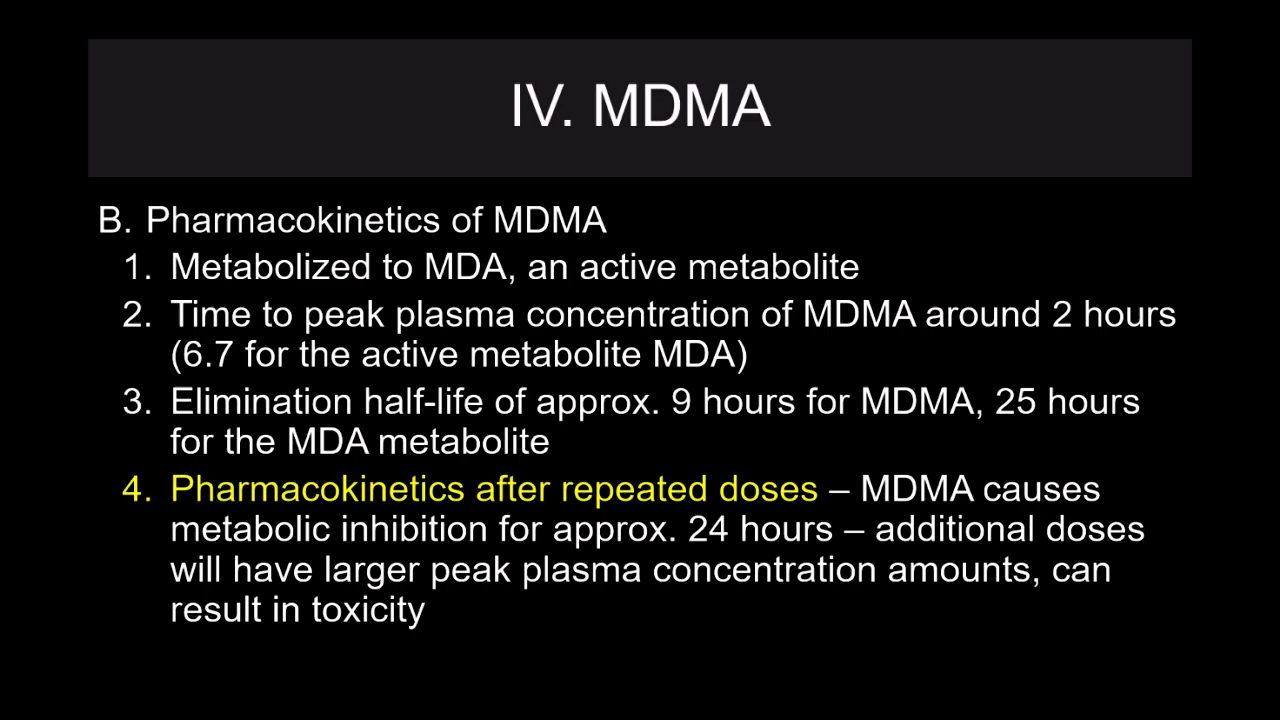 IV. MDMA
B. Pharmacokinetics of MDMA
1. Metabolized to MDA, an active metabolite
2. Time to peak plasma concentration of MDMA around 2 hours
(6.7 for the active metabolite MDA)
3. Elimination half-life of approx. 9 hours for MDMA, 25 hours
for the MDA metabolite
4. Pharmacokinetics after repeated doses – MDMA causes
metabolic inhibition for approx. 24 hours – additional doses
will have larger peak plasma concentration amounts, can
result in toxicity